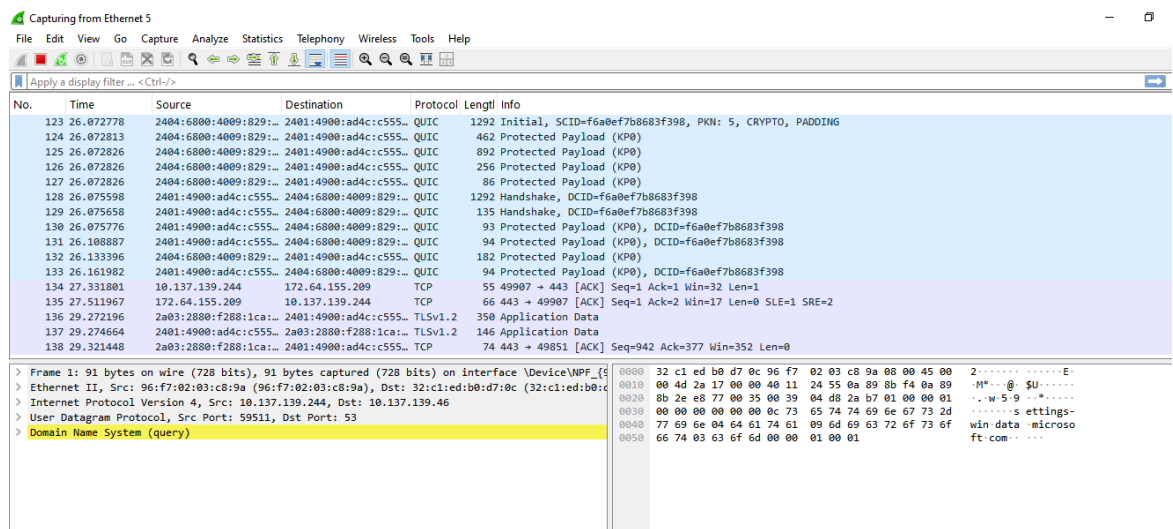 Capturing from Ethernet 5
File Edit View Go Capture Analyze Statistics Telephony Wireless Tools Help
Apply a display filter ... <Ctrl-/>
No. Time Source Destination Protocol Lengtl Info
123 26.072778 2404:6800:4009:829:… 2401:4900:ad4c:c555… QUIC 1292 Initial, SCID=f6a0ef7b8683f398, PKN: 5, CRYPTO, PADDING
124 26.072813 2404:6800:4009:829:… 2401:4900:ad4c:c555… QUIC 462 Protected Payload (KP0)
125 26.072826 2404:6800:4009:829:… 2401:4900:ad4c:c555… QUIC 892 Protected Payload (KP0)
126 26.072826 2404:6800:4009:829:… 2401:4900:ad4c:c555… QUIC 256 Protected Payload (KP0)
127 26.072826 2404:6800:4009:829:… 2401:4900:ad4c:c555… QUIC 86 Protected Payload (KP0)
128 26.075598 2401:4900:ad4c:c555… 2404:6800:4009:829:… QUIC 1292 Handshake, DCID=f6a0ef7b8683f398
129 26.075658 2401:4900:ad4c:c555… 2404:6800:4009:829:… QUIC 135 Handshake, DCID=f6a0ef7b8683f398
130 26.075776 2401:4900:ad4c:c555… 2404:6800:4009:829:… QUIC 93 Protected Payload (KP0), DCID=f6a0ef7b8683f398
131 26.108887 2401:4900:ad4c:c555… 2404:6800:4009:829:… QUIC 94 Protected Payload (KP0), DCID=f6a0ef7b8683f398
132 26.133396 2404:6800:4009:829:… 2401:4900:ad4c:c555… QUIC 182 Protected Payload (KP0)
133 26.161982 2401:4900:ad4c:c555… 2404:6800:4009:829:… QUIC 94 Protected Payload (KP0), DCID=f6a0ef7b8683f398
134 27.331801 10.137.139.244 172.64.155.209 TCP 55 49907 → 443 [ACK] Seq=1 Ack=1 Win=32 Len=1
135 27.511967 172.64.155.209 10.137.139.244 TCP 66 443 → 49907 [ACK] Seq=1 Ack=2 Win=17 Len=0 SLE=1 SRE=2
136 29.272196 2a03:2880:f288:1ca:… 2401:4900:ad4c:c555… TLSv1.2 350 Application Data
137 29.274664 2401:4900:ad4c:c555… 2a03:2880:f288:1ca:… TLSv1.2 146 Application Data
138 29.321448 2a03:2880:f288:1ca:… 2401:4900:ad4c:c555… TCP 74 443 → 49851 [ACK] Seq=942 Ack=377 Win=352 Len=0
> Frame 1: 91 bytes on wire (728 bits), 91 bytes captured (728 bits) on interface \Device\NPF_{9
> Ethernet II, Src: 96:f7:02:03:c8:9a (96:f7:02:03:c8:9a), Dst: 32:c1:ed:b0:d7:0c (32:c1:ed:b0:d
> Internet Protocol Version 4, Src: 10.137.139.244, Dst: 10.137.139.46
> User Datagram Protocol, Src Port: 59511, Dst Port: 53
> Domain Name System (query)
0000 32 c1 ed b0 d7 0c 96 f7 02 03 c8 9a 08 00 45 00 2······· ······E·
0010 00 4d 2a 17 00 00 40 11 24 55 0a 89 8b f4 0a 89 ·M*···@· $U······
0020 8b 2e e8 77 00 35 00 39 04 d8 2a b7 01 00 00 01 ·.·w·5·9 ··*·····
0030 00 00 00 00 00 00 0c 73 65 74 74 69 6e 67 73 2d ·······s ettings-
0040 77 69 6e 04 64 61 74 61 09 6d 69 63 72 6f 73 6f win·data ·microso
0050 66 74 03 63 6f 6d 00 00 01 00 01 ft·com·· ···